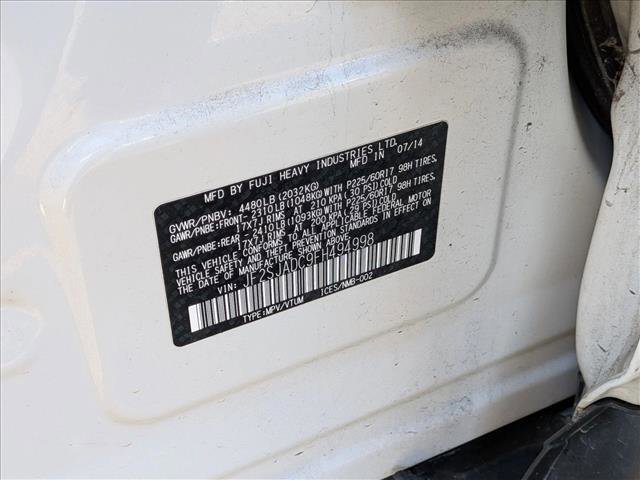 MFD BY FUJI HEAVY INDUSTRIES LTD.
MFD IN 07/14
GVWR/PNBV: 4480LB (2032KG)
GAWR/PNBE:FRONT- 2310LB (1048KG)WITH P225/60R17 98H TIRES,
17X7J RIMS AT 210 KPA (30 PSI)COLD
GAWR/PNBE:REAR -2410LB (1093KG)WITH P225/60R17 98H TIRES,
17X7J RIMS AT 200 KPA (29 PSI)COLD
THIS VEHICLE CONFORMS TO ALL APPLICABLE FEDERAL MOTOR
VEHICLE SAFETY AND THEFT PREVENTION STANDARDS IN EFFECT ON
THE DATE OF MANUFACTURE SHOWN ABOVE.
VIN: JF2SJADC9FH494998
TYPE:MPV/VTUM ICES/NMB-002